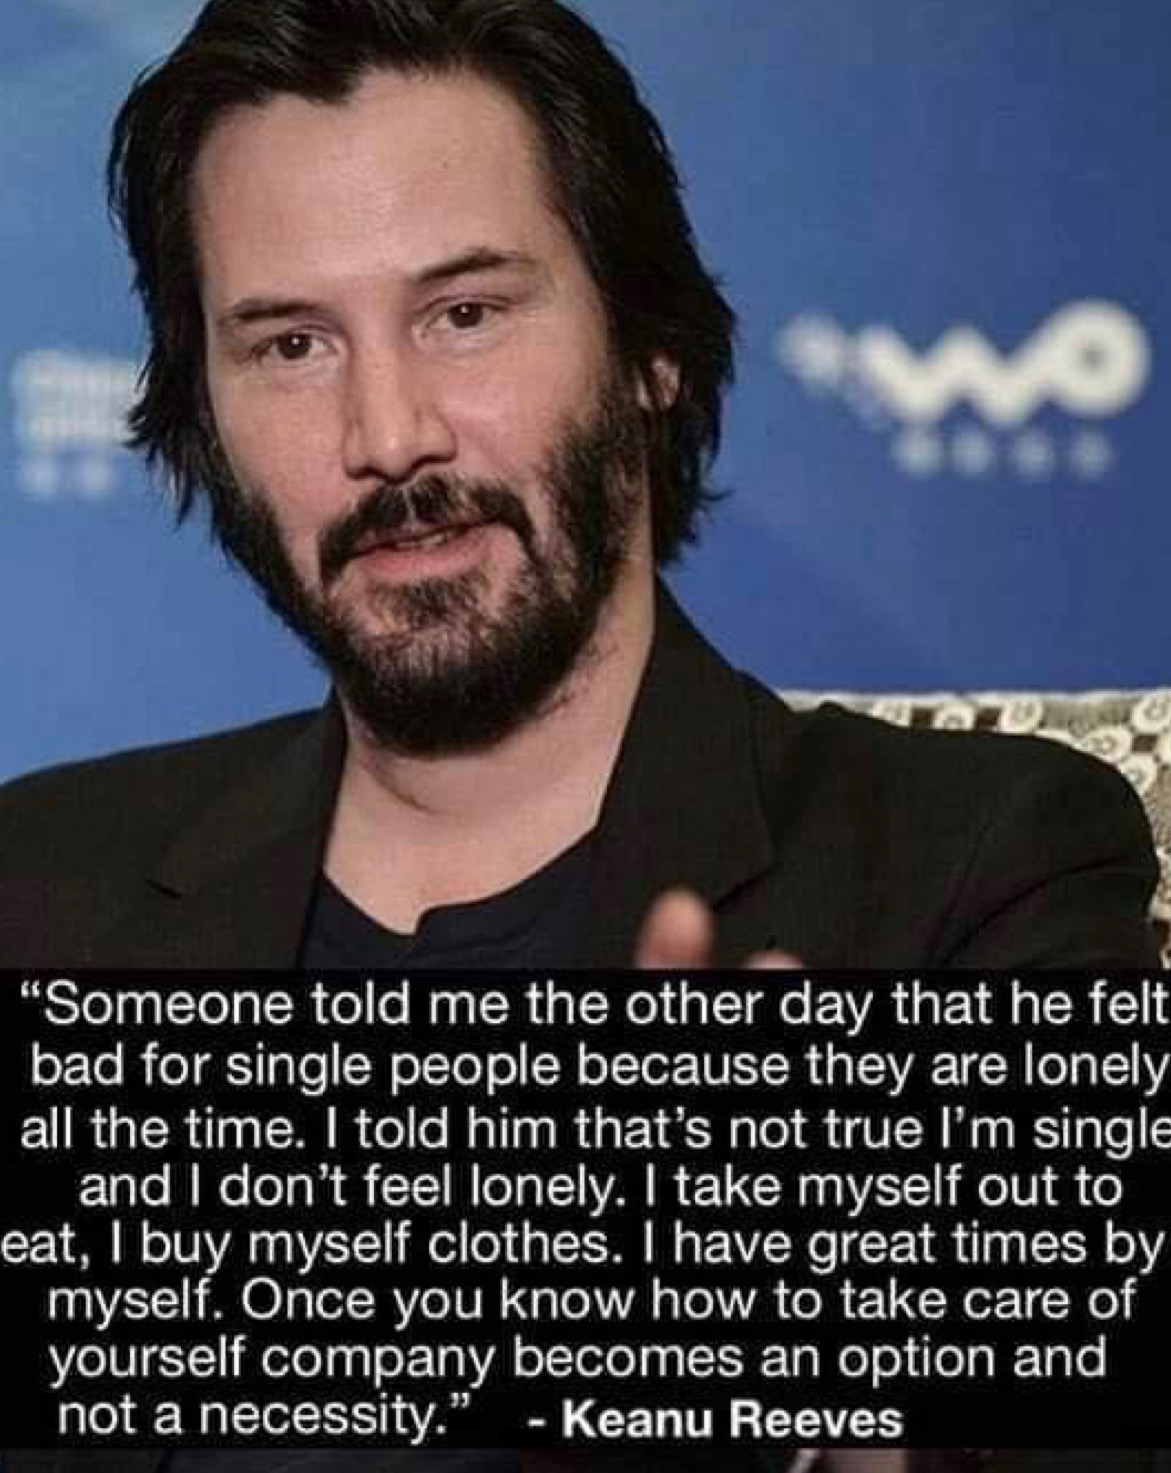 “Someone told me the other day that he felt
bad for single people because they are lonely
all the time. I told him that’s not true I’m single
and I don’t feel lonely. I take myself out to
eat, I buy myself clothes. I have great times by
myself. Once you know how to take care of
yourself company becomes an option and
not a necessity.” - Keanu Reeves